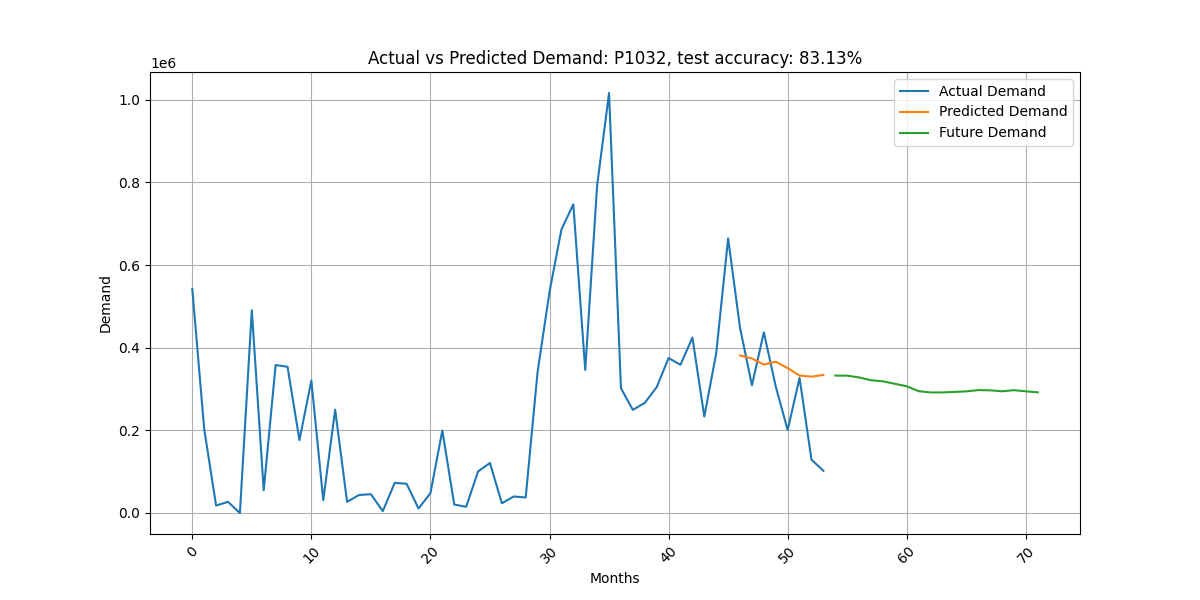 Actual vs Predicted Demand: P1032, test accuracy: 83.13%
1e6
Actual Demand
Predicted Demand
Future Demand
1.0
0.8
0.6
0.4
0.2
0.0
Demand
0 10 20 30 40 50 60 70
Months